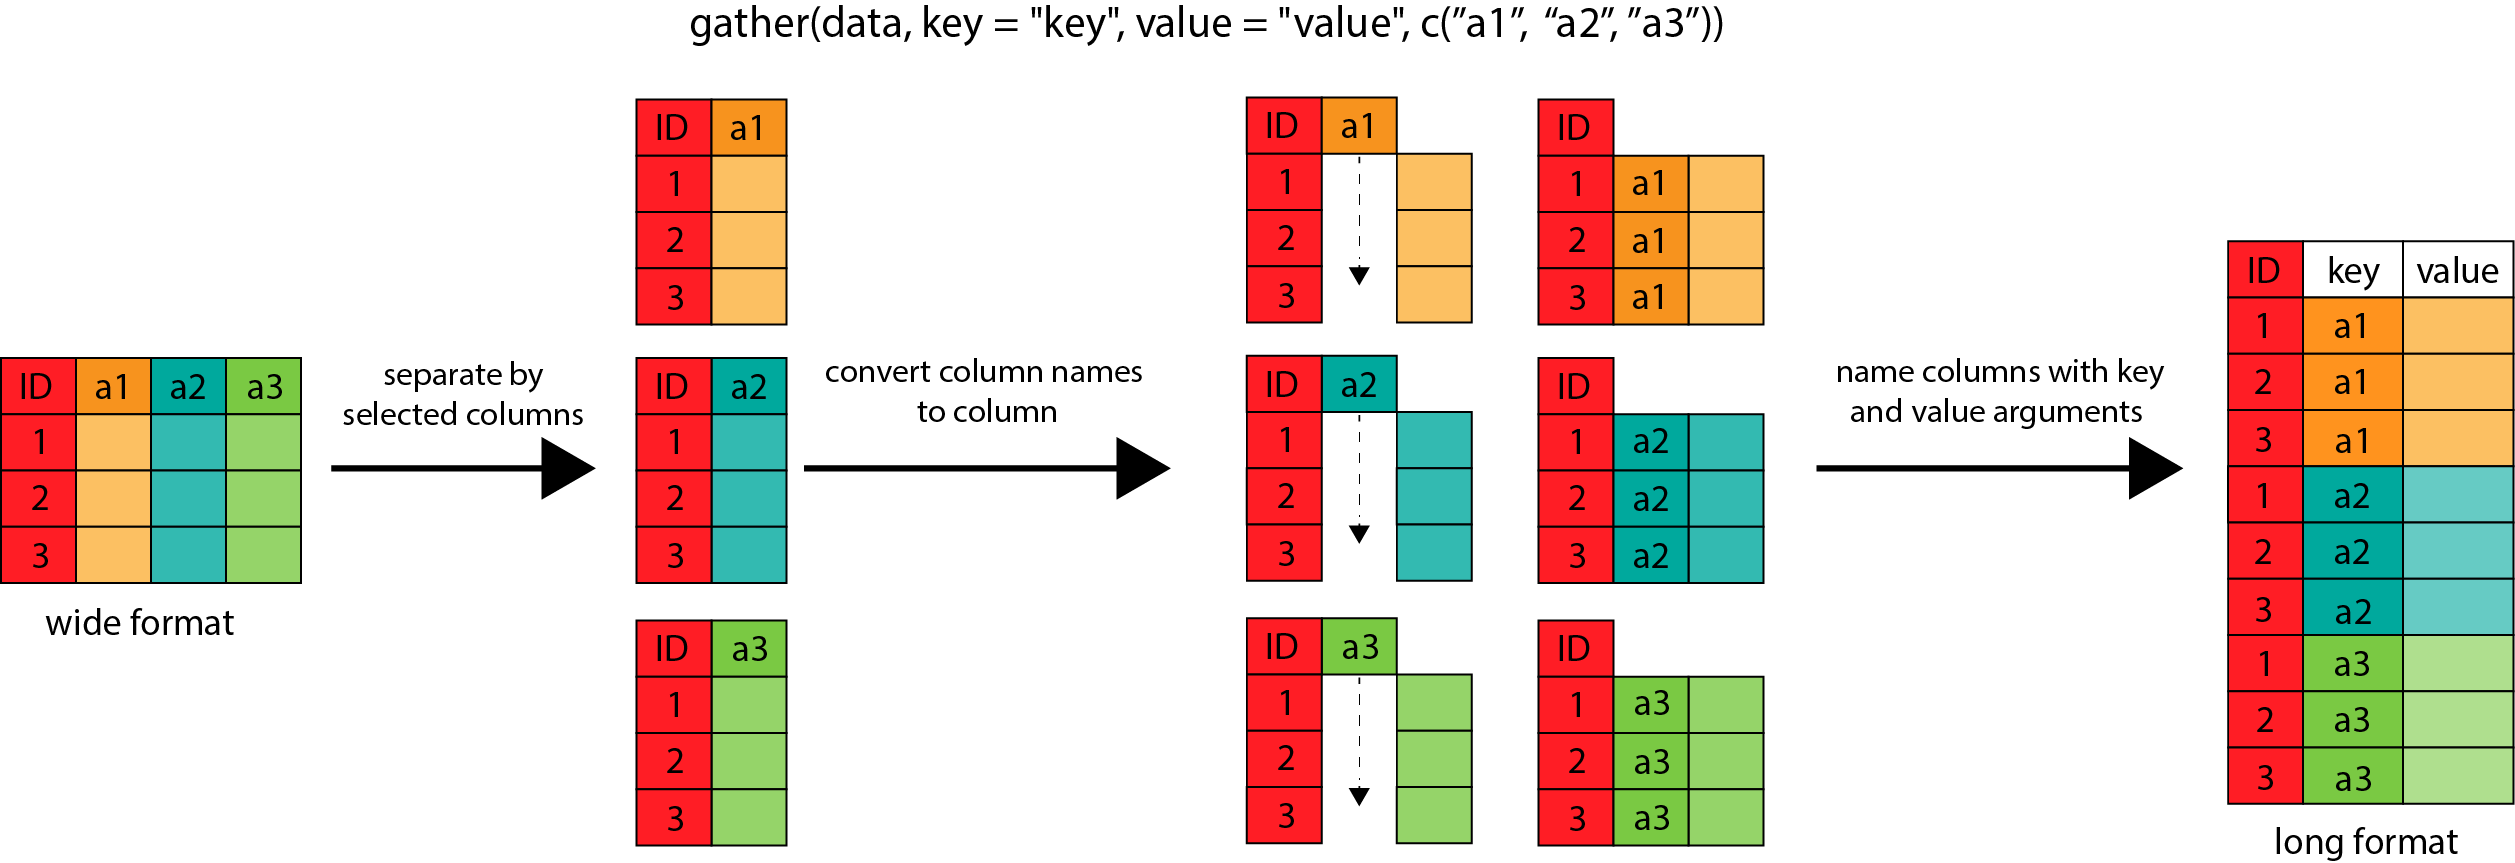 gather(data, key = "key", value = "value", c(”a1”, “a2”, ”a3”))
ID a1 a2 a3
1
2
3
wide format
separate by
selected columns
ID a1
1
2
3
ID a2
1
2
3
ID a3
1
2
3
convert column names
to column
ID a1
1
2
3
ID a2
1
2
3
ID a3
1
2
3
ID
1 a1
2 a1
3 a1
ID
1 a2
2 a2
3 a2
ID
1 a3
2 a3
3 a3
name columns with key
and value arguments
ID key value
1 a1
2 a1
3 a1
1 a2
2 a2
3 a2
1 a3
2 a3
3 a3
long format